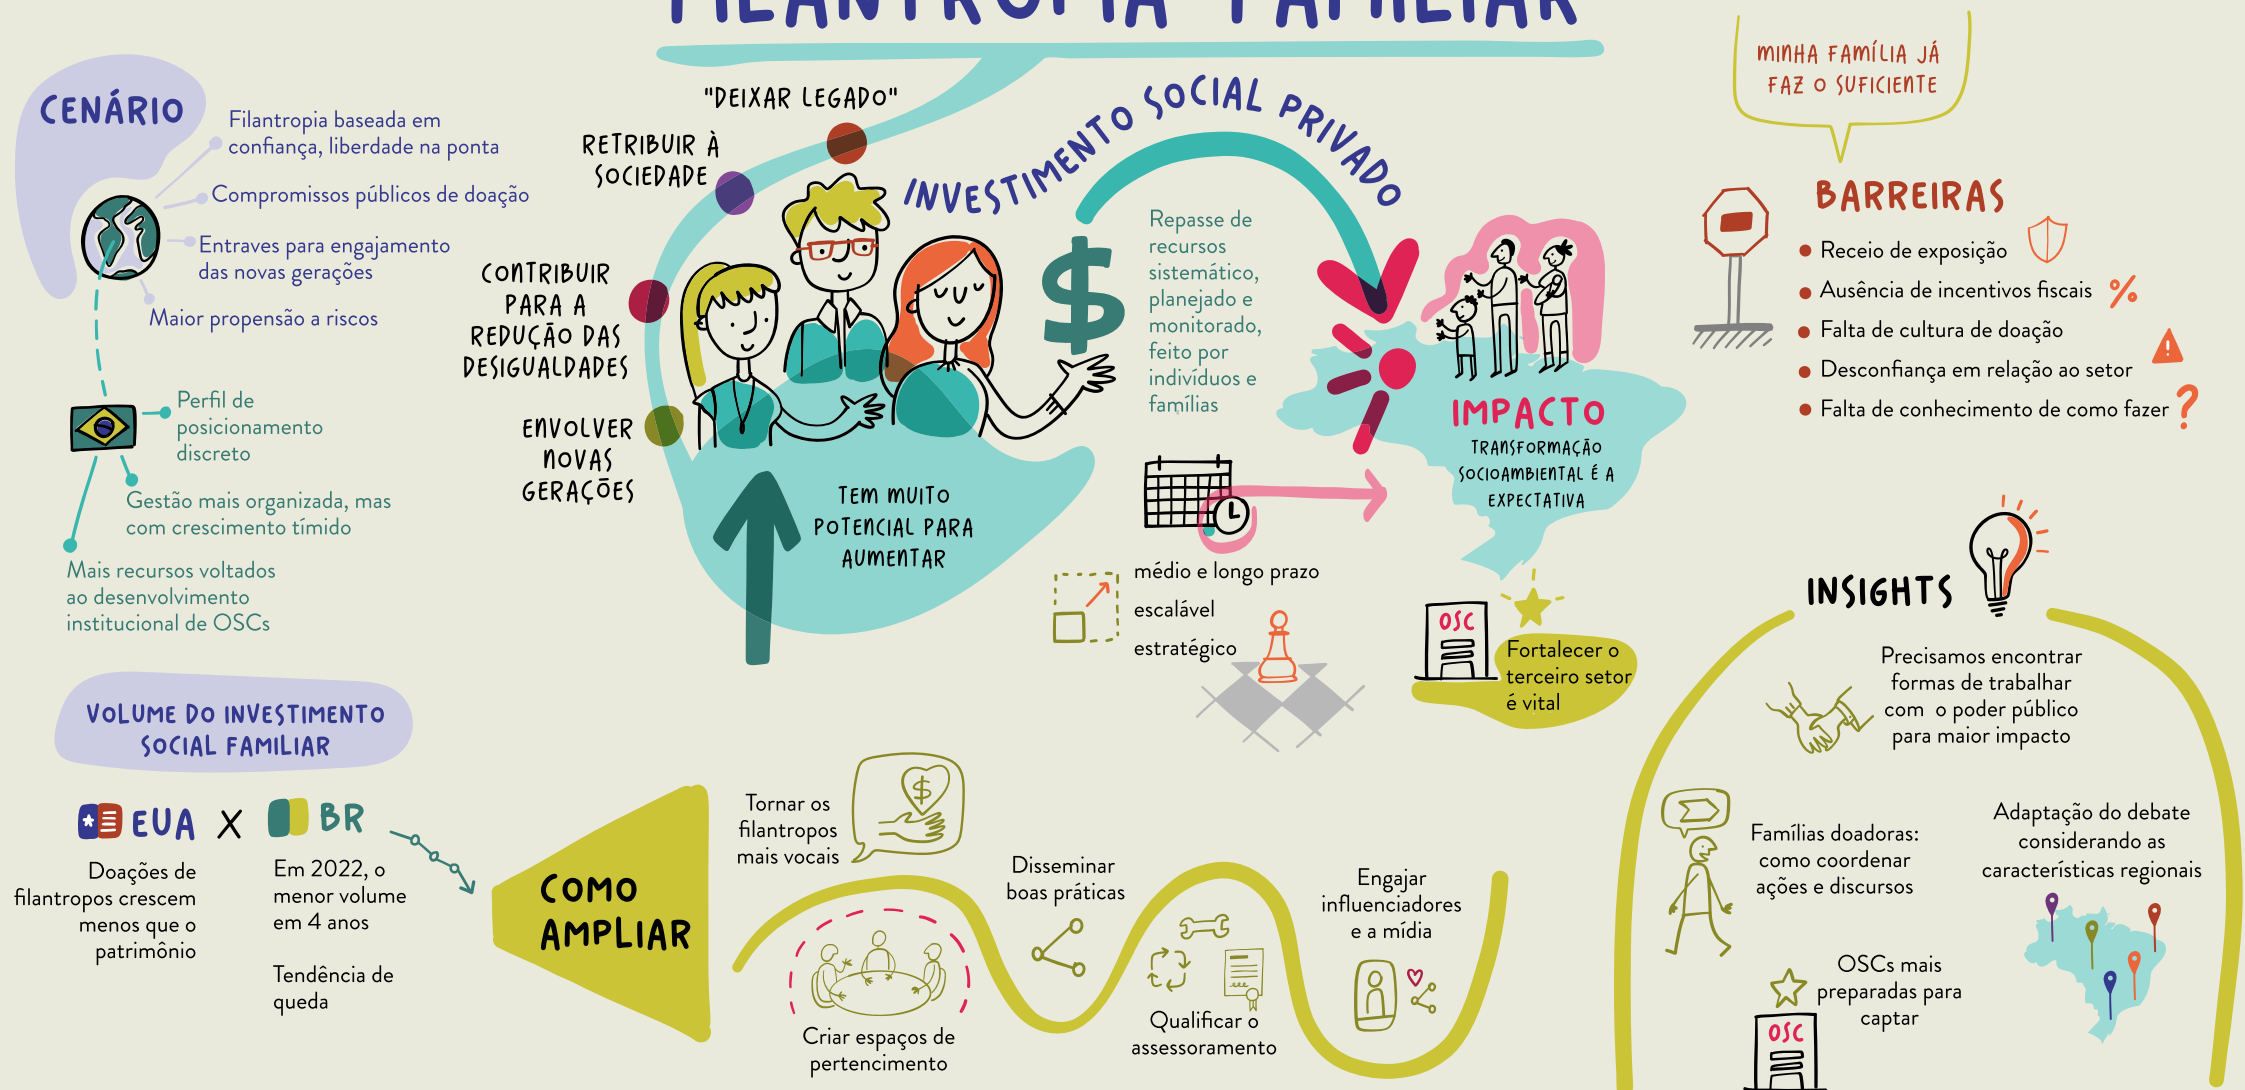 FILANTROPIA FAMILIAR
CENÁRIO
Filantropia baseada em
confiança, liberdade na ponta
Compromissos públicos de doação
Entraves para engajamento
das novas gerações
Maior propensão a riscos
Perfil de
posicionamento
discreto
Gestão mais organizada, mas
com crescimento tímido
Mais recursos voltados
ao desenvolvimento
institucional de OSCs
VOLUME DO INVESTIMENTO
SOCIAL FAMILIAR
EUA X BR
Doações de
filantropos crescem
menos que o
patrimônio
Em 2022, o
menor volume
em 4 anos
Tendência de
queda
"DEIXAR LEGADO"
RETRIBUIR À
SOCIEDADE
CONTRIBUIR
PARA A
REDUÇÃO DAS
DESIGUALDADES
ENVOLVER
NOVAS
GERAÇÕES
TEM MUITO
POTENCIAL PARA
AUMENTAR
INVESTIMENTO SOCIAL PRIVADO
$
Repasse de
recursos
sistemático,
planejado e
monitorado,
feito por
indivíduos e
famílias
médio e longo prazo
escalável
estratégico
IMPACTO
TRANSFORMAÇÃO
SOCIOAMBIENTAL É A
EXPECTATIVA
OSC
Fortalecer o
terceiro setor
é vital
COMO
AMPLIAR
Tornar os
filantropos
mais vocais
$
Criar espaços de
pertencimento
Disseminar
boas práticas
Qualificar o
assessoramento
Engajar
influenciadores
e a mídia
MINHA FAMÍLIA JÁ
FAZ O SUFICIENTE
BARREIRAS
Receio de exposição
Ausência de incentivos fiscais %
Falta de cultura de doação
!
Desconfiança em relação ao setor
Falta de conhecimento de como fazer ?
INSIGHTS
Precisamos encontrar
formas de trabalhar
com o poder público
para maior impacto
Famílias doadoras:
como coordenar
ações e discursos
Adaptação do debate
considerando as
características regionais
OSCs mais
preparadas para
captar
OSC